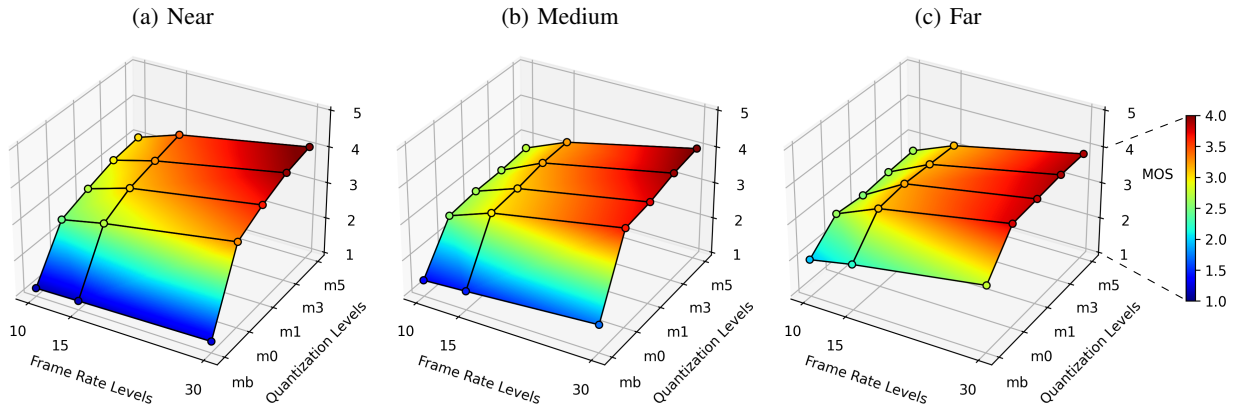 (a) Near
(b) Medium
(c) Far
5
4
3
2
1
m5
m3
m1
m0
mb
10
15
30
Frame Rate Levels
Quantization Levels
5
4
3
2
1
m5
m3
m1
m0
mb
10
15
30
Frame Rate Levels
Quantization Levels
5
4
3
2
1
m5
m3
m1
m0
mb
10
15
30
Frame Rate Levels
Quantization Levels
MOS
4.0
3.5
3.0
2.5
2.0
1.5
1.0